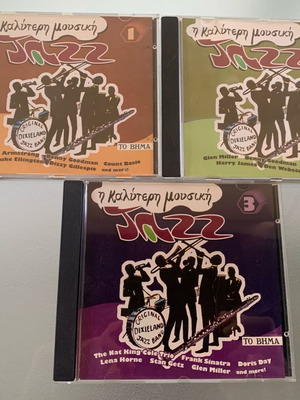 η καλύτερη μουσική
JAZZ
1
ORIGINAL
DIXIELAND
JAZZ BAND
ΤΟ ΒΗΜΑ
Armstrong Benny Goodman Count Basie
Duke Ellington Dizzy Gillespie and more!
η καλύτερη μουσική
JAZZ
ORIGINAL
DIXIELAND
JAZZ BAND
Glen Miller Goodman
Harry James Ben Webster
η καλύτερη μουσική
JAZZ
3
ORIGINAL
DIXIELAND
JAZZ BAND
ΤΟ ΒΗΜΑ
The Nat King Cole Trio Frank Sinatra Doris Day
Lena Horne Stan Getz Glen Miller and more!